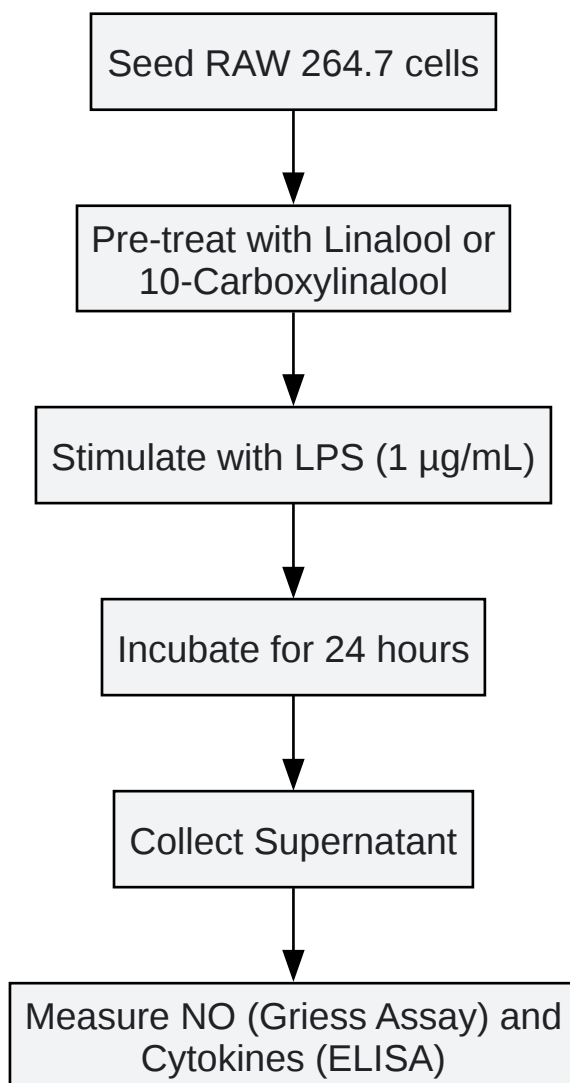 Seed RAW 264.7 cells
Pre-treat with Linalool or
10-Carboxylinalool
Stimulate with LPS (1 µg/mL)
Incubate for 24 hours
Collect Supernatant
Measure NO (Griess Assay) and
Cytokines (ELISA)